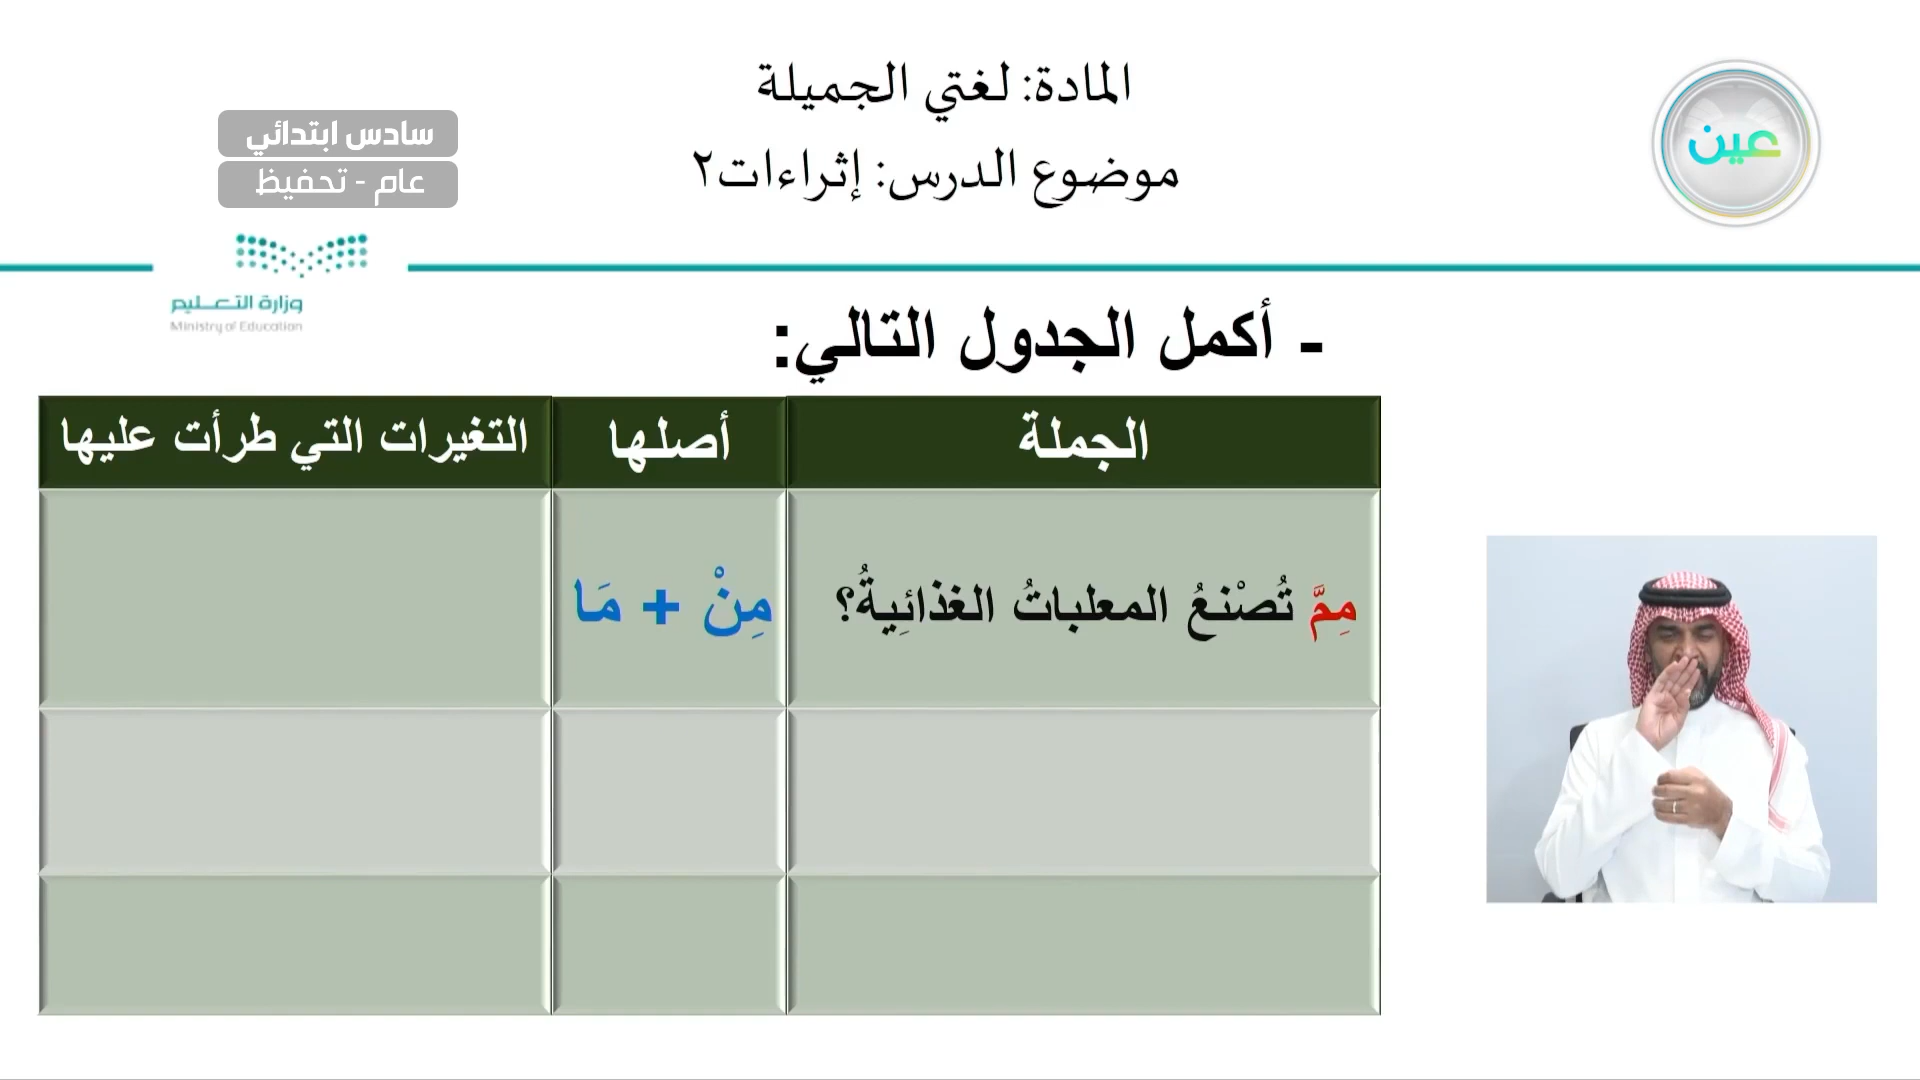 المادة: لغتي الجميلة
موضوع الدرس: إثراءات٢
عين
سادس ابتدائي
عام - تحفيظ
وزارة التعليم
Ministry of Education
- أكمل الجدول التالي:
الجملة أصلها التغيرات التي طرأت عليها
مِمَّ تُصْنعُ المعلباتُ الغذائِيةُ؟ مِنْ + مَا